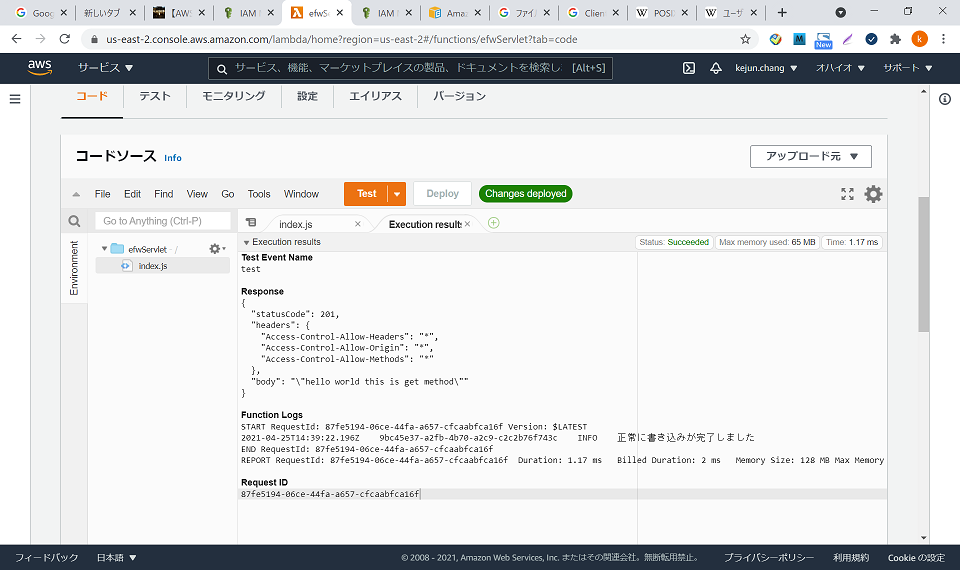 Goog
新しいタブ
【AWS
IAM
efwS
IAM
Amaz
ファイ
Clien
POSI
ユーザ
us-east-2.console.aws.amazon.com/lambda/home?region=us-east-2#/functions/efwServlet?tab=code
New
k
aws
サービス ▼
サービス、機能、マーケットプレイスの製品、ドキュメントを検索し [Alt+S]
kejun.chang ▼
オハイオ ▼
サポート ▼
コード
テスト
モニタリング
設定
エイリアス
バージョン
コードソース Info
アップロード元 ▼
File Edit Find View Go Tools Window
Test
Deploy
Changes deployed
Go to Anything (Ctrl-P)
index.js
Execution results
Environment
efwServlet - /
index.js
Execution results
Status: Succeeded
Max memory used: 65 MB
Time: 1.17 ms
Test Event Name
test
Response
{
"statusCode": 201,
"headers": {
"Access-Control-Allow-Headers": "*",
"Access-Control-Allow-Origin": "*",
"Access-Control-Allow-Methods": "*"
},
"body": "\"hello world this is get method\""
}
Function Logs
START RequestId: 87fe5194-06ce-44fa-a657-cfcaabfca16f Version: $LATEST
2021-04-25T14:39:22.196Z 9bc45e37-a2fb-4b70-a2c9-c2c2b76f743c INFO 正常に書き込みが完了しました
END RequestId: 87fe5194-06ce-44fa-a657-cfcaabfca16f
REPORT RequestId: 87fe5194-06ce-44fa-a657-cfcaabfca16f Duration: 1.17 ms Billed Duration: 2 ms Memory Size: 128 MB Max Memory
Request ID
87fe5194-06ce-44fa-a657-cfcaabfca16f
フィードバック
日本語 ▼
© 2008 - 2021, Amazon Web Services, Inc. またはその関連会社。無断転用禁止。
プライバシーポリシー
利用規約
Cookie の設定